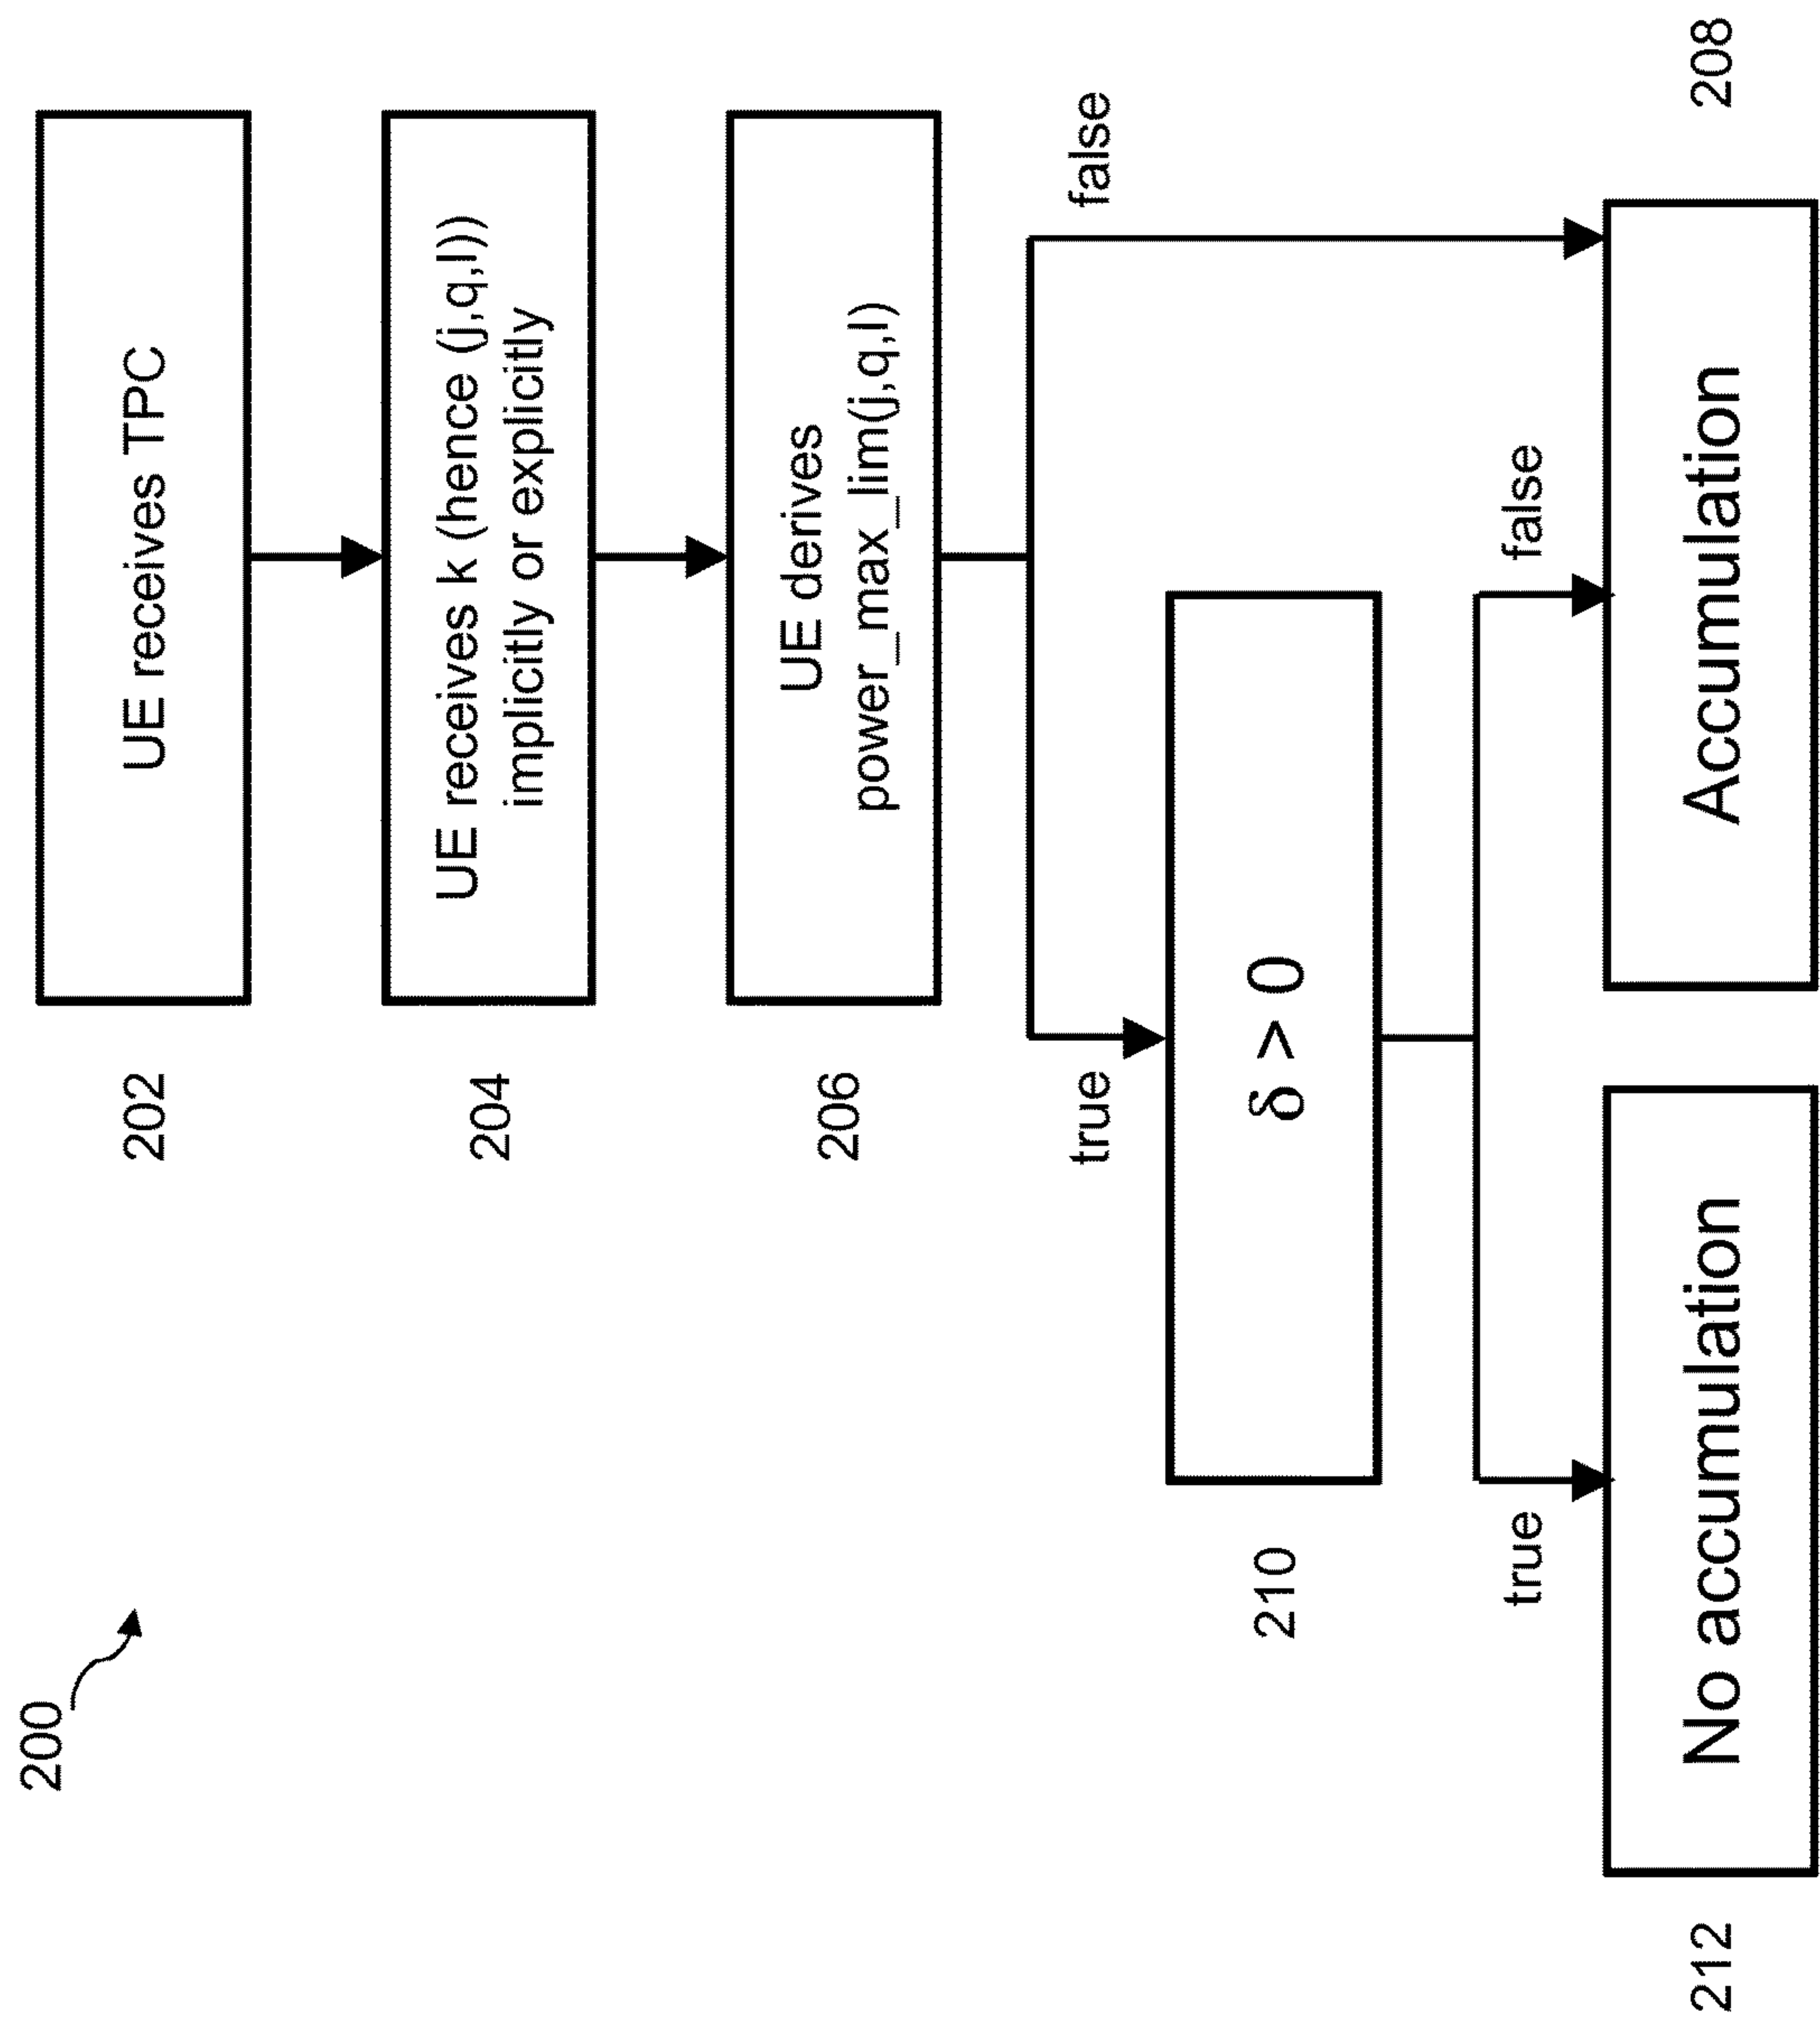 200
202
UE receives TPC
204
UE receives k (hence (j,q,l))
implicitly or explicitly
206
UE derives
power_max_lim(j,q,l)
true
false
210
δ > 0
true
false
212
No accumulation
Accumulation
208